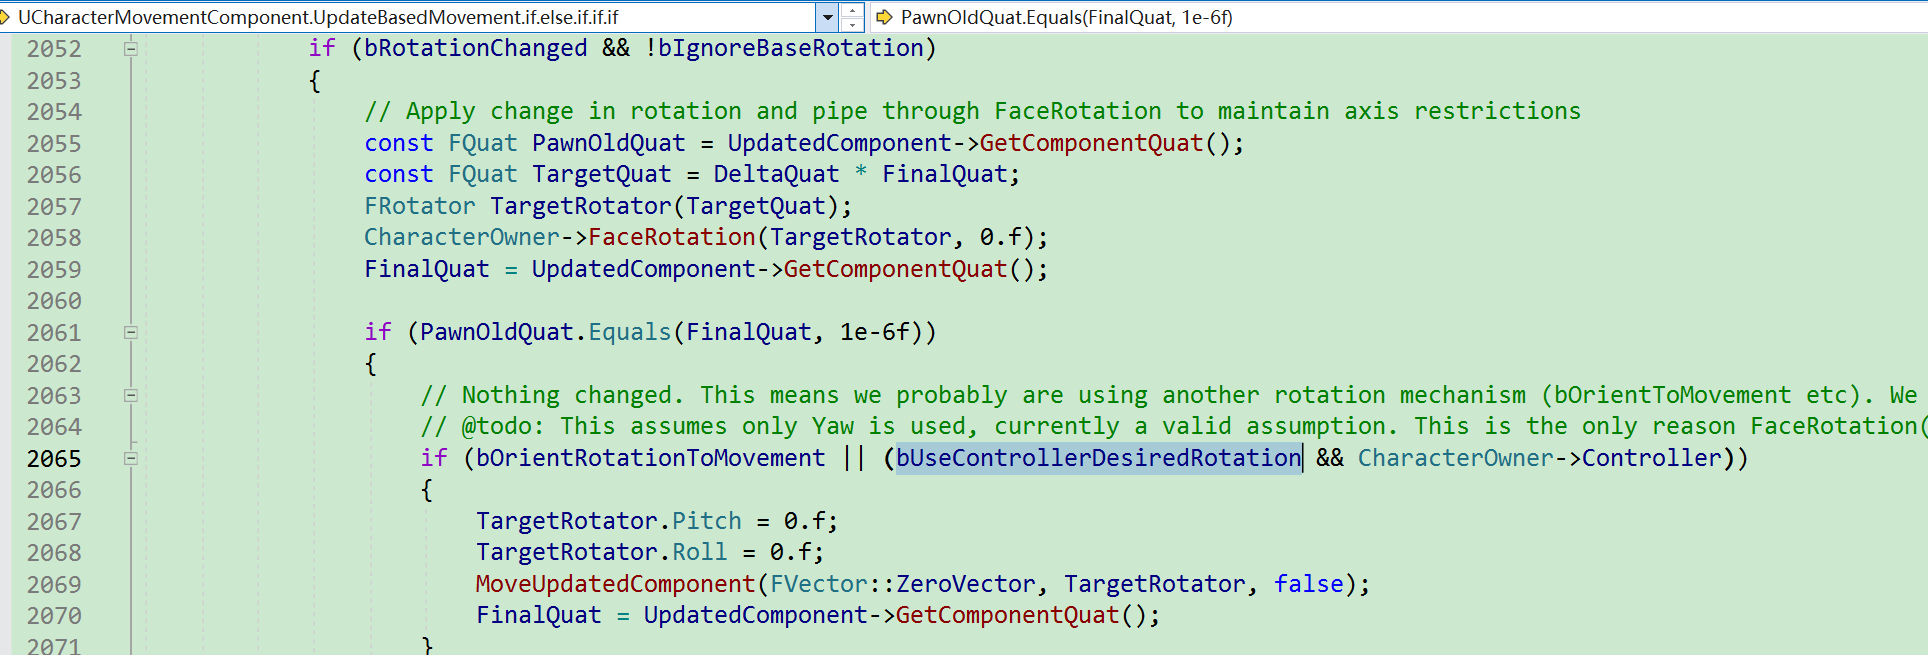 UCharacterMovementComponent.UpdateBasedMovement.if.else.if.if.if
PawnOldQuat.Equals(FinalQuat, 1e-6f)
2052 if (bRotationChanged && !bIgnoreBaseRotation)
2053 {
2054 // Apply change in rotation and pipe through FaceRotation to maintain axis restrictions
2055 const FQuat PawnOldQuat = UpdatedComponent->GetComponentQuat();
2056 const FQuat TargetQuat = DeltaQuat * FinalQuat;
2057 FRotator TargetRotator(TargetQuat);
2058 CharacterOwner->FaceRotation(TargetRotator, 0.f);
2059 FinalQuat = UpdatedComponent->GetComponentQuat();
2060
2061 if (PawnOldQuat.Equals(FinalQuat, 1e-6f))
2062 {
2063 // Nothing changed. This means we probably are using another rotation mechanism (bOrientToMovement etc). We
2064 // @todo: This assumes only Yaw is used, currently a valid assumption. This is the only reason FaceRotation(
2065 if (bOrientRotationToMovement || (bUseControllerDesiredRotation && CharacterOwner->Controller))
2066 {
2067 TargetRotator.Pitch = 0.f;
2068 TargetRotator.Roll = 0.f;
2069 MoveUpdatedComponent(FVector::ZeroVector, TargetRotator, false);
2070 FinalQuat = UpdatedComponent->GetComponentQuat();
2071 }